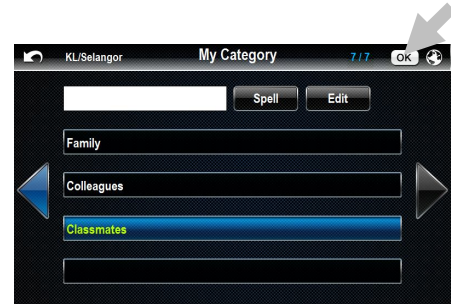 KL/Selangor My Category 7/7 OK
Spell Edit
Family
Colleagues
Classmates